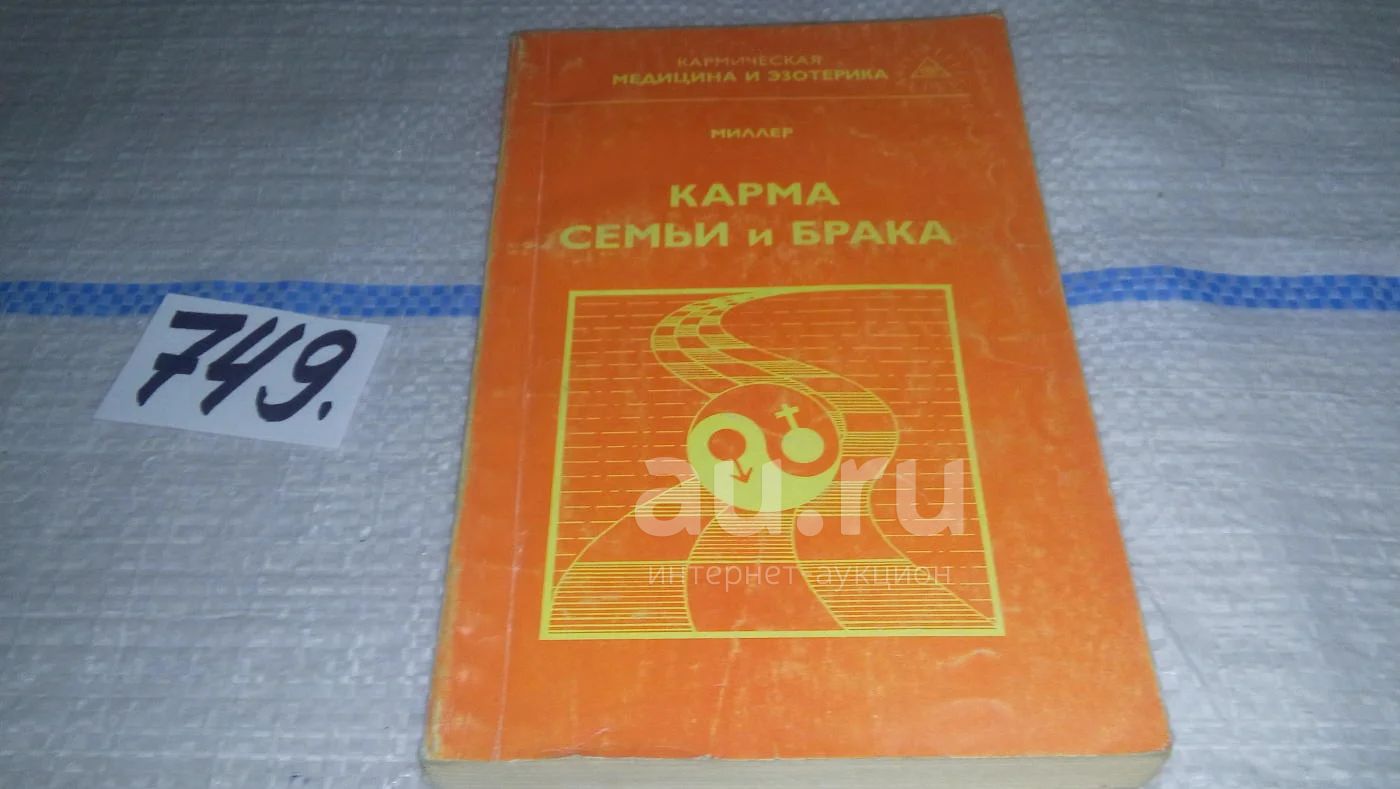 КАРМИЧЕСКАЯ
МЕДИЦИНА И ЭЗОТЕРИКА
МИЛЛЕР
КАРМА
СЕМЬИ и БРАКА
749.
au.ru
интернет аукцион